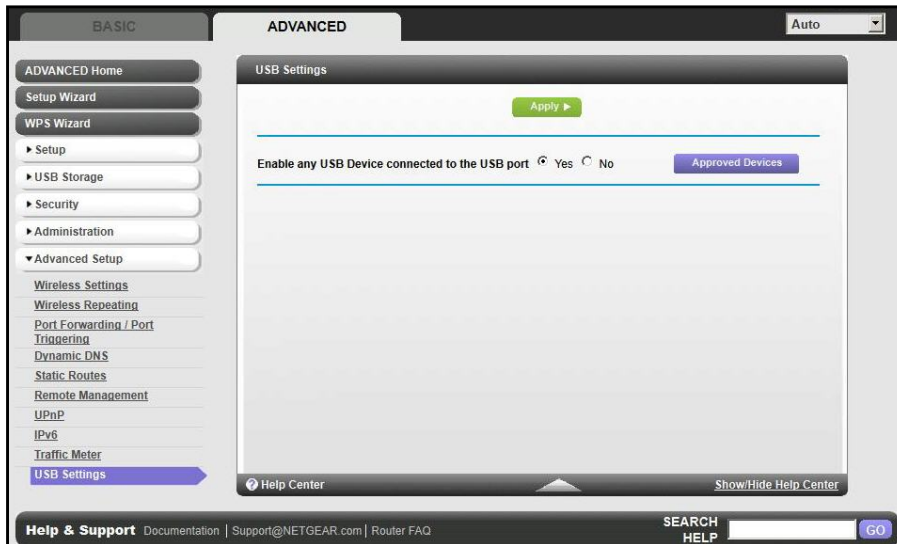 BASIC
ADVANCED
Auto
ADVANCED Home
Setup Wizard
WPS Wizard
Setup
USB Storage
Security
Administration
Advanced Setup
Wireless Settings
Wireless Repeating
Port Forwarding / Port
Triggering
Dynamic DNS
Static Routes
Remote Management
UPnP
IPv6
Traffic Meter
USB Settings
USB Settings
Apply
Enable any USB Device connected to the USB port Yes No
Approved Devices
? Help Center
Show/Hide Help Center
Help & Support Documentation | Support@NETGEAR.com | Router FAQ
SEARCH
HELP
GO